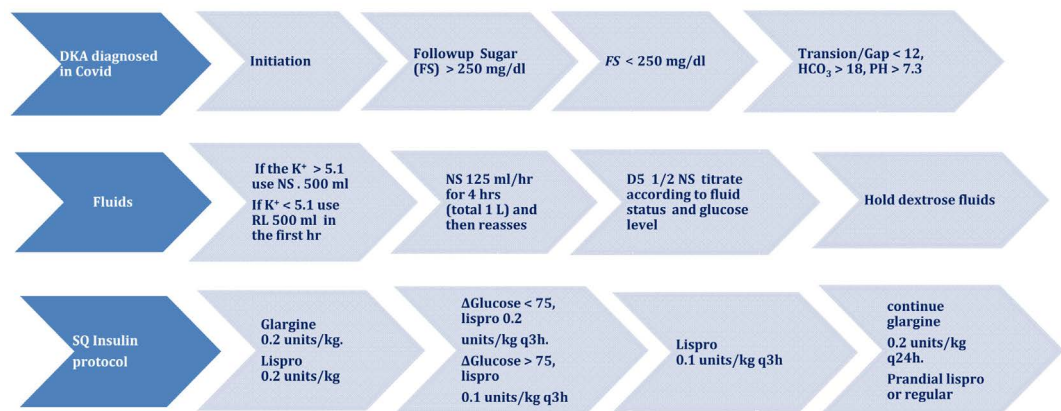 DKA diagnosed
in Covid
Initiation
Followup Sugar
(FS) > 250 mg/dl
FS < 250 mg/dl
Transion/Gap < 12,
HCO₃ > 18, PH > 7.3
Fluids
If the K⁺ > 5.1
use NS . 500 ml
If K⁺ < 5.1 use
RL 500 ml in
the first hr
NS 125 ml/hr
for 4 hrs
(total 1 L) and
then reasses
D5 1/2 NS titrate
according to fluid
status and glucose
level
Hold dextrose fluids
SQ Insulin
protocol
Glargine
0.2 units/kg.
Lispro
0.2 units/kg
ΔGlucose < 75,
lispro 0.2
units/kg q3h.
ΔGlucose > 75,
lispro
0.1 units/kg q3h
Lispro
0.1 units/kg q3h
continue
glargine
0.2 units/kg
q24h.
Prandial lispro
or regular